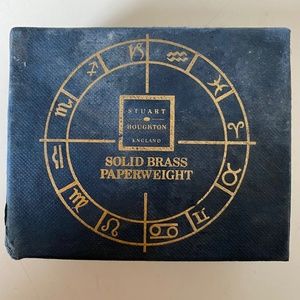 STUART
HOUGHTON
ENGLAND
SOLID BRASS
PAPERWEIGHT